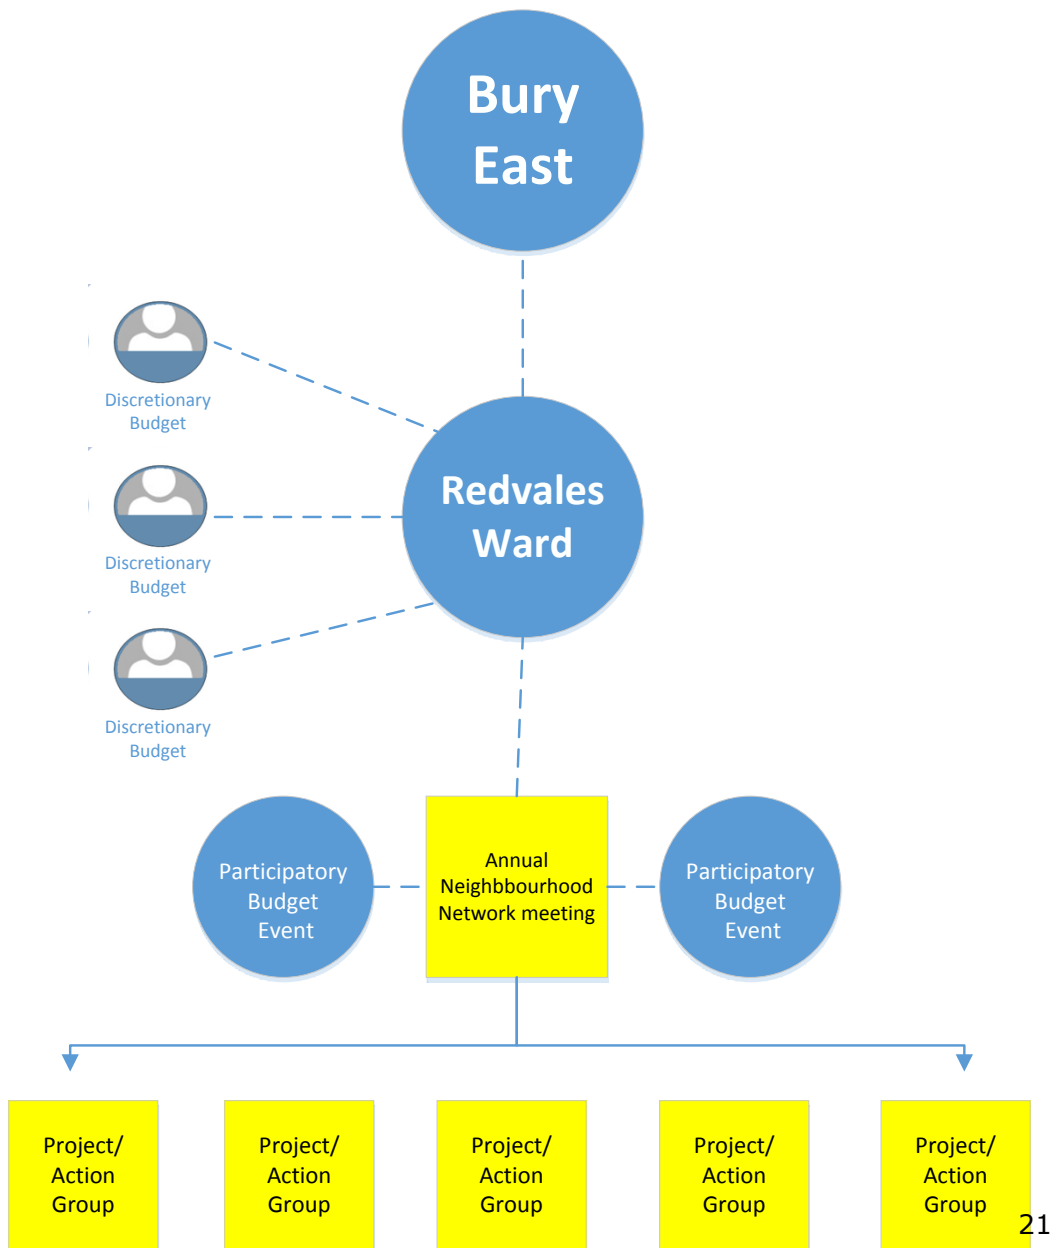 Bury
East
Discretionary
Budget
Redvales
Ward
Discretionary
Budget
Discretionary
Budget
Participatory
Budget
Event
Annual
Neighbbourhood
Network meeting
Participatory
Budget
Event
Project/
Action
Group
Project/
Action
Group
Project/
Action
Group
Project/
Action
Group
Project/
Action
Group
21